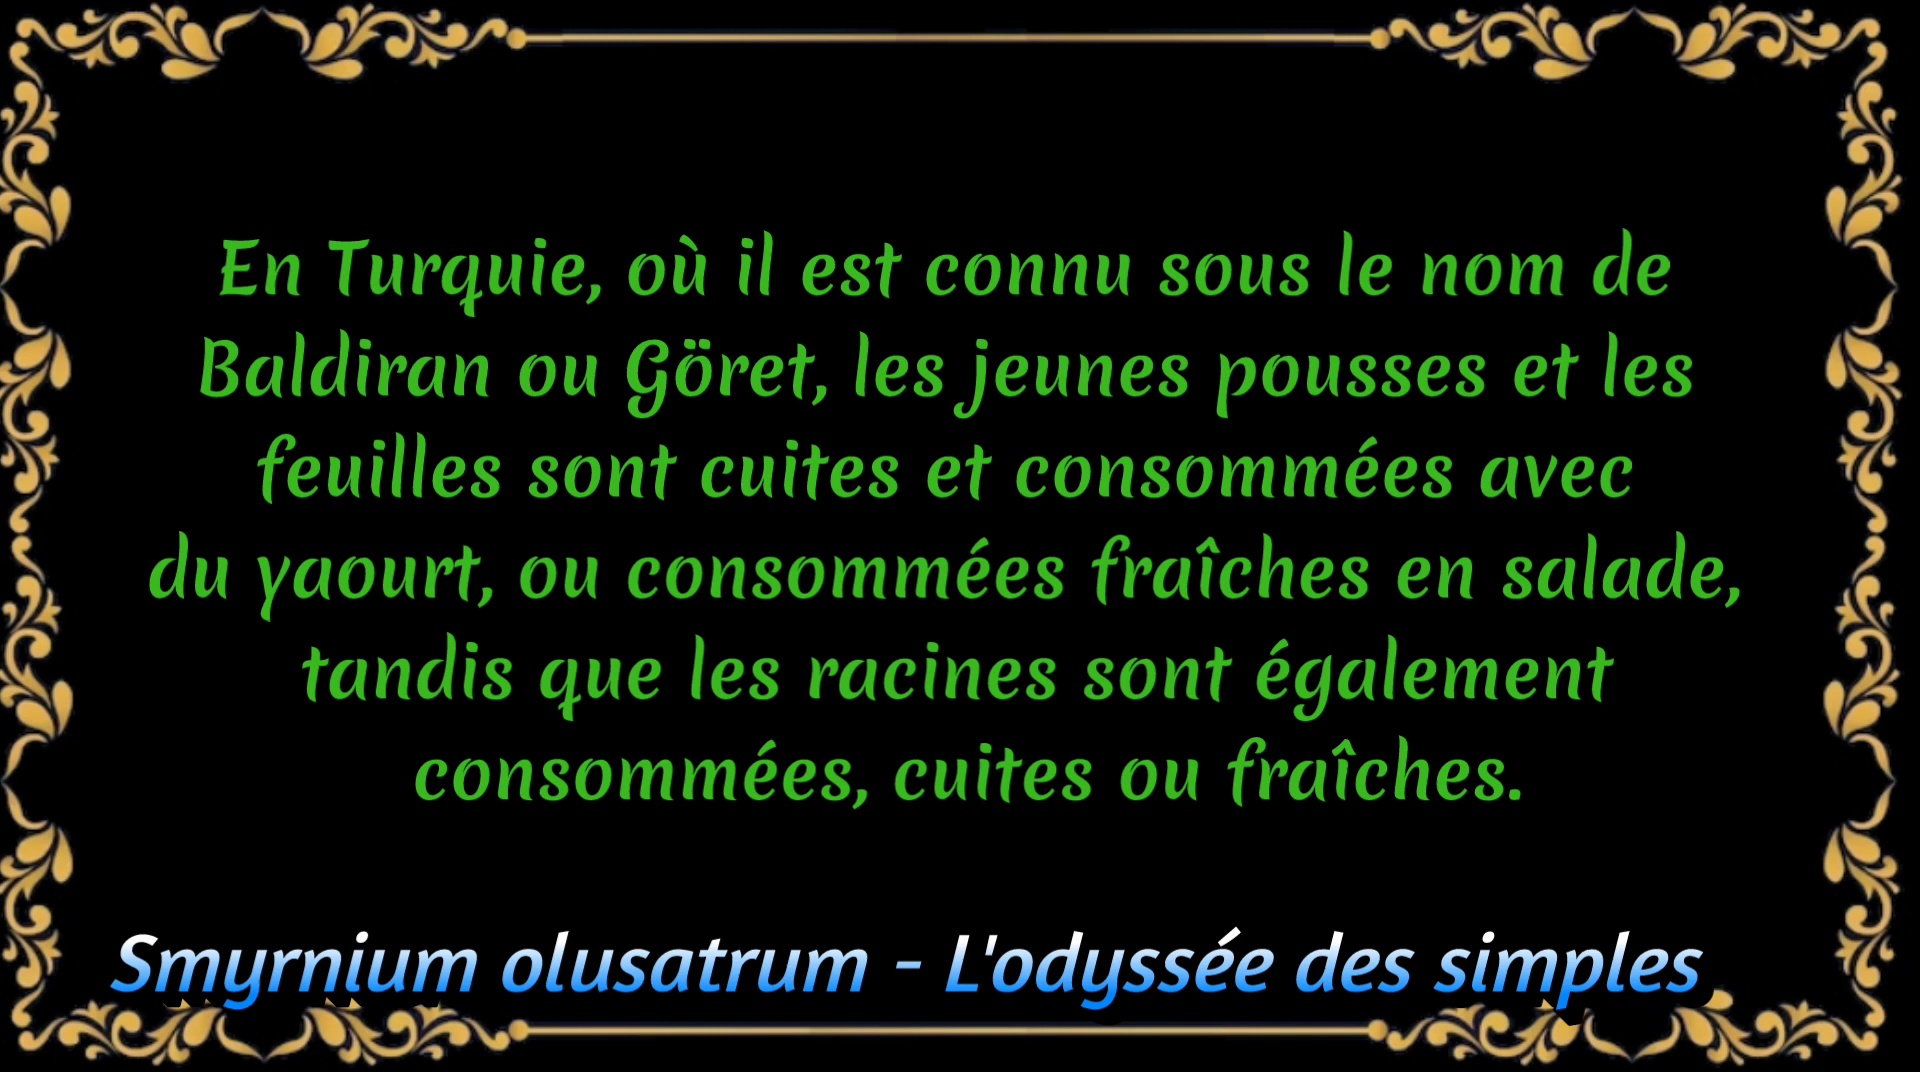 En Turquie, où il est connu sous le nom de
Baldiran ou Göret, les jeunes pousses et les
feuilles sont cuites et consommées avec
du yaourt, ou consommées fraîches en salade,
tandis que les racines sont également
consommées, cuites ou fraîches.
Smyrnium olusatrum - L'odyssée des simples